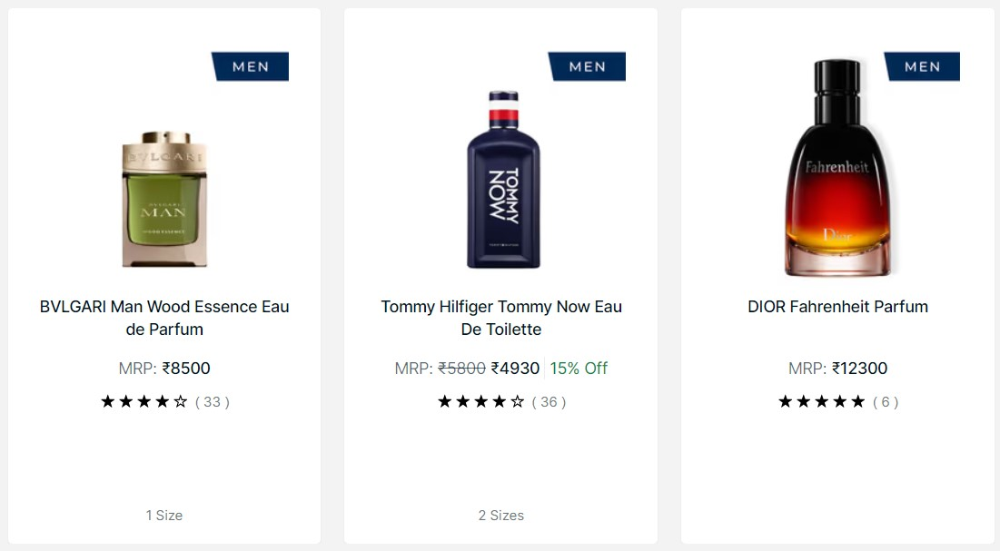 MEN
BVLGARI
BVLGARI
MAN
WOOD ESSENCE
BVLGARI Man Wood Essence Eau
de Parfum
MRP: ₹8500
( 33 )
1 Size
MEN
TOMMY
NOW
TOMMY HILFIGER
Tommy Hilfiger Tommy Now Eau
De Toilette
MRP: ₹5800 ₹4930 15% Off
( 36 )
2 Sizes
MEN
Fahrenheit
Dior
DIOR Fahrenheit Parfum
MRP: ₹12300
( 6 )